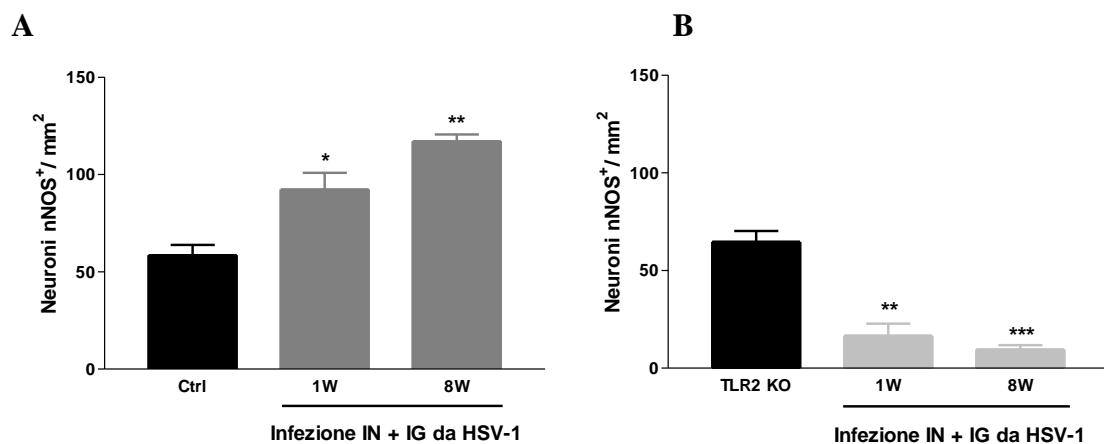 A
Neuroni nNOS+/ mm2
150
100
50
0
*
**
Ctrl
1W
8W
Infezione IN + IG da HSV-1
B
Neuroni nNOS+/ mm2
150
100
50
0
**
***
TLR2 KO
1W
8W
Infezione IN + IG da HSV-1